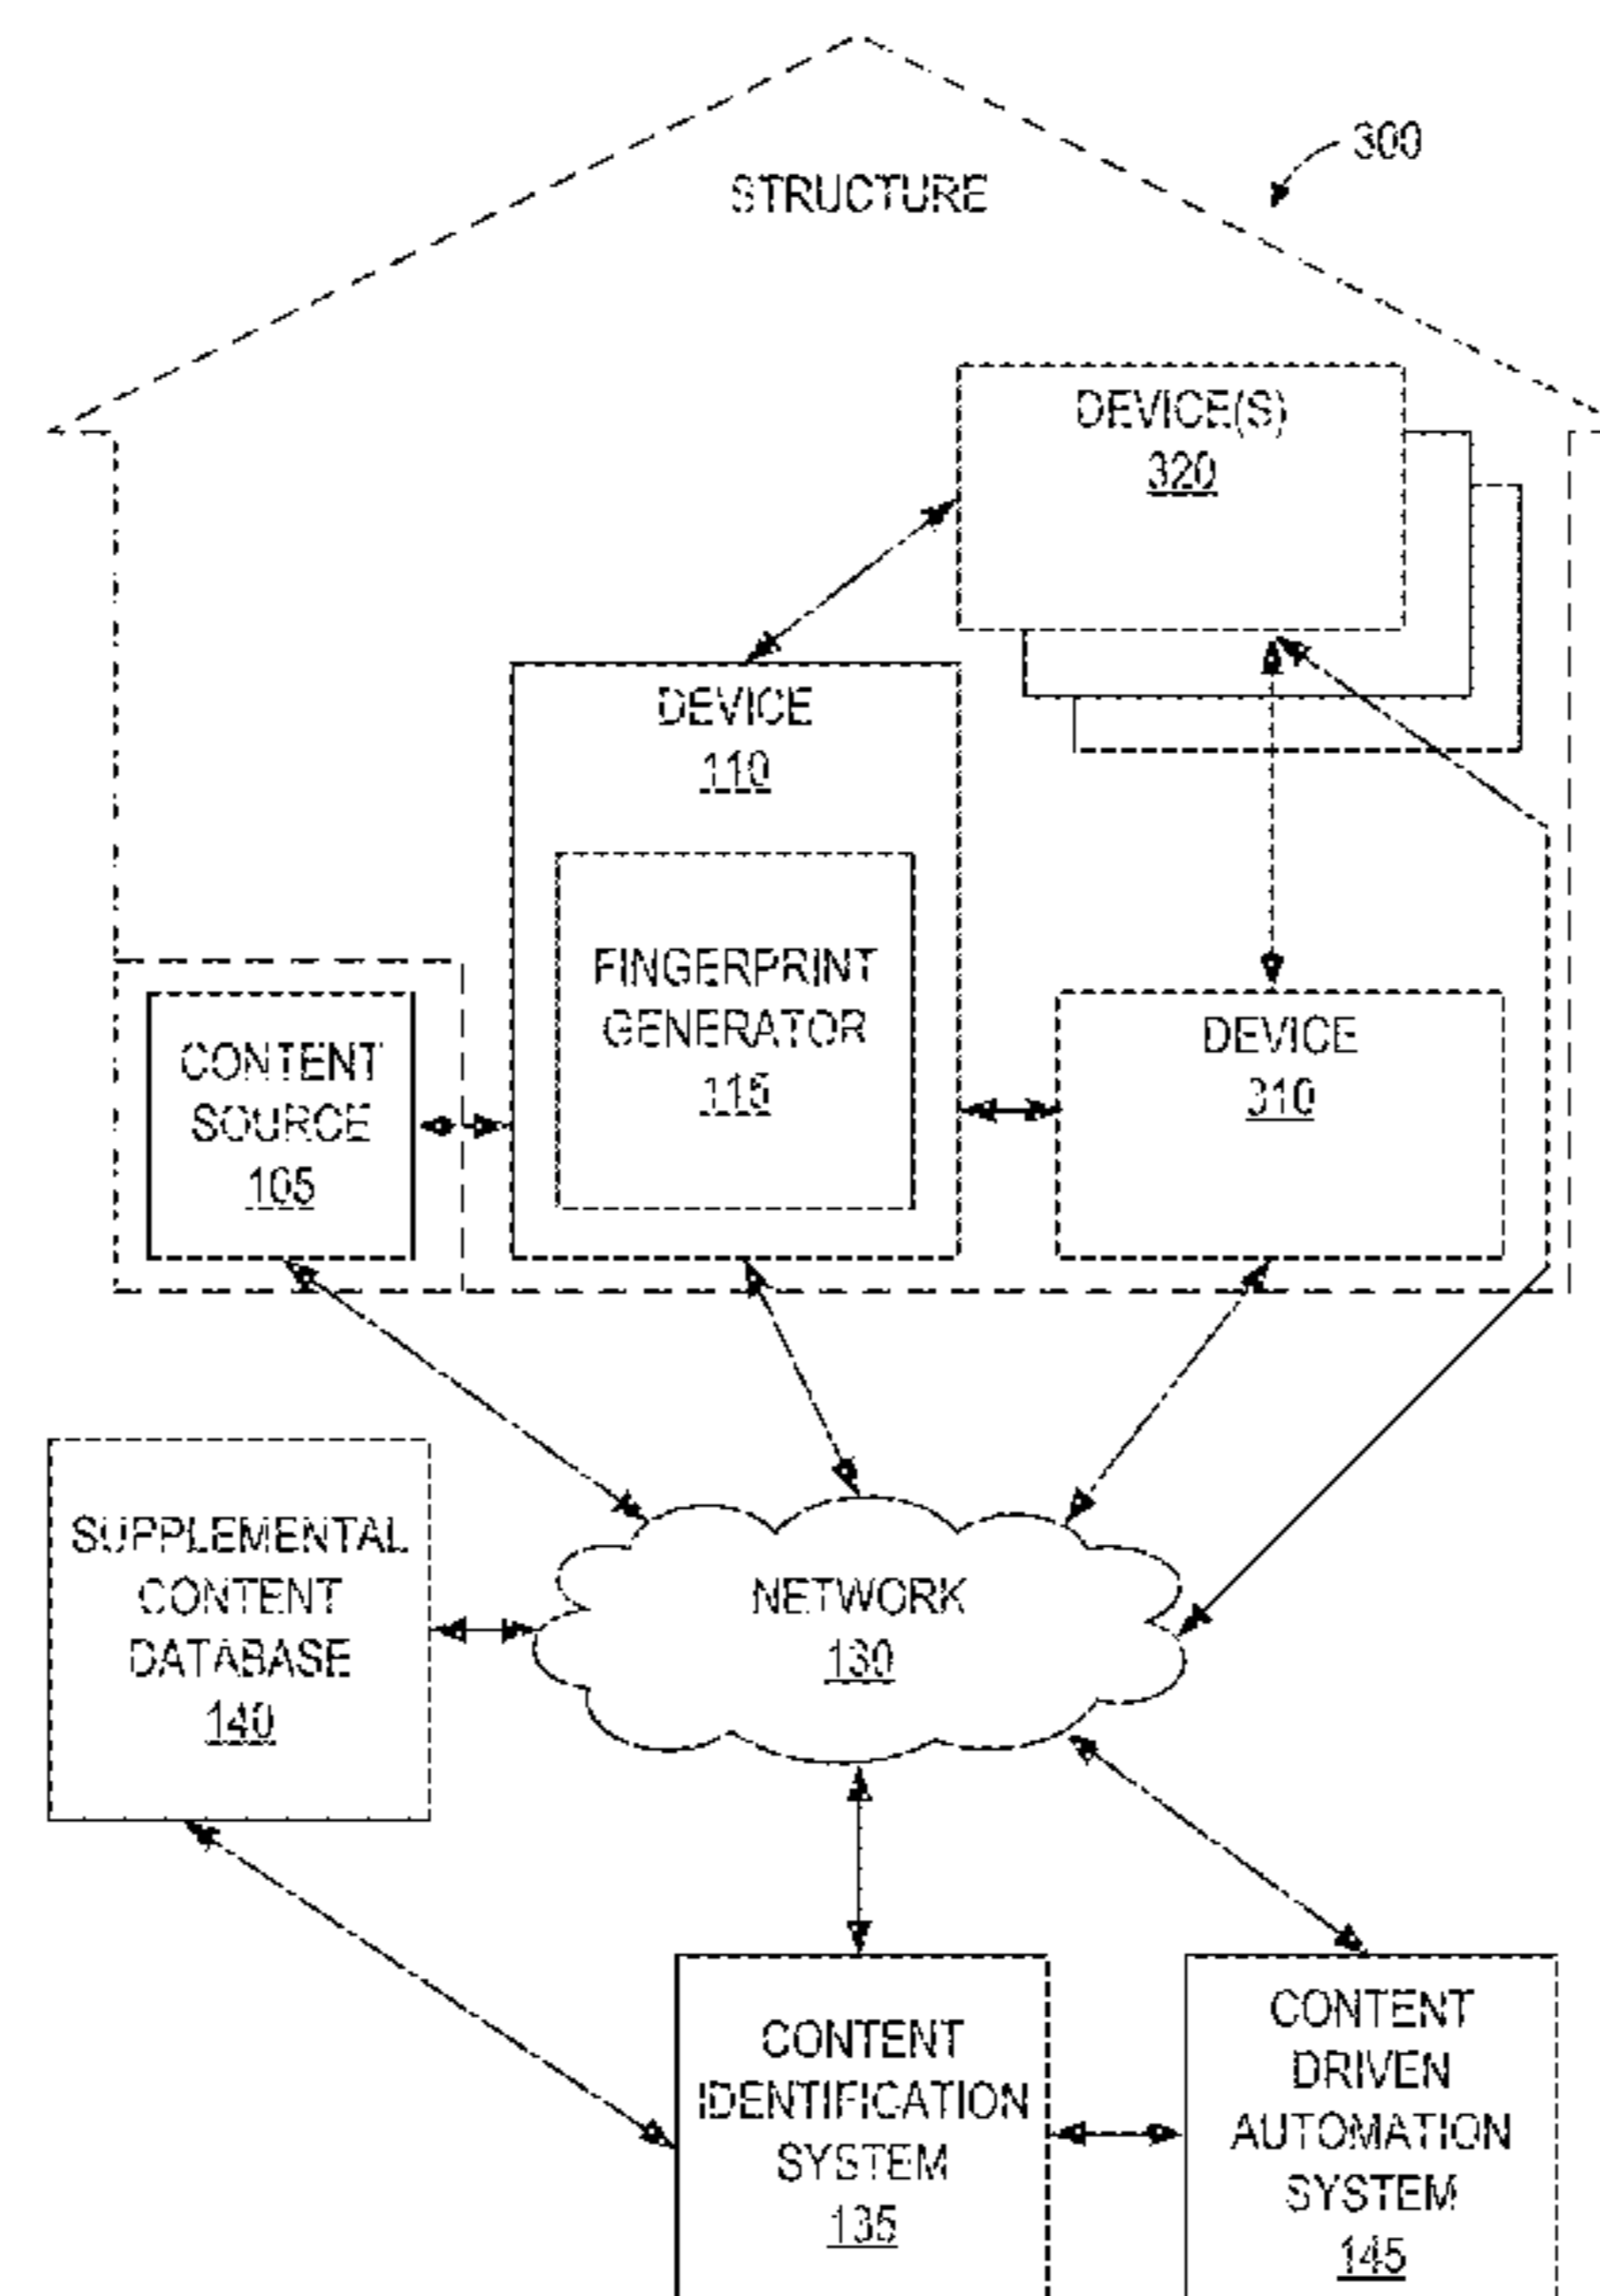 300
STRUCTURE
DEVICE(S)
320
DEVICE
110
FINGERPRINT
GENERATOR
115
CONTENT
SOURCE
105
DEVICE
310
SUPPLEMENTAL
CONTENT
DATABASE
140
NETWORK
130
CONTENT
IDENTIFICATION
SYSTEM
135
CONTENT
DRIVEN
AUTOMATION
SYSTEM
145